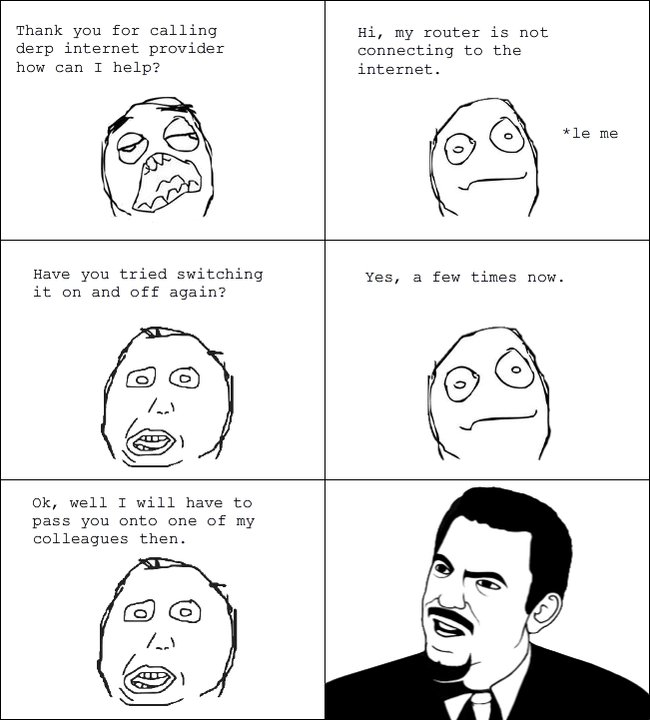 Thank you for calling
derp internet provider
how can I help?
Hi, my router is not
connecting to the
internet.
*le me
Have you tried switching
it on and off again?
Yes, a few times now.
Ok, well I will have to
pass you onto one of my
colleagues then.